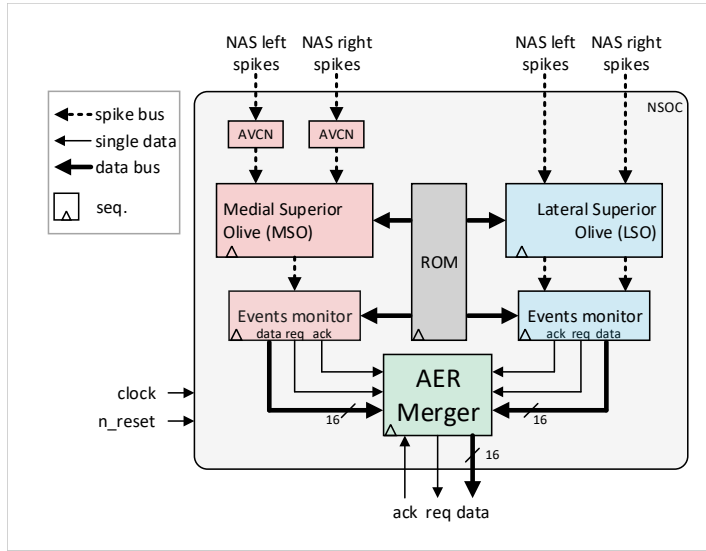 NAS left
spikes
NAS right
spikes
NAS left
spikes
NAS right
spikes
NSOC
spike bus
single data
data bus
seq.
AVCN
AVCN
Medial Superior
Olive (MSO)
ROM
Lateral Superior
Olive (LSO)
Events monitor
data req ack
Events monitor
ack req data
AER
Merger
clock
n_reset
16
16
16
ack req data